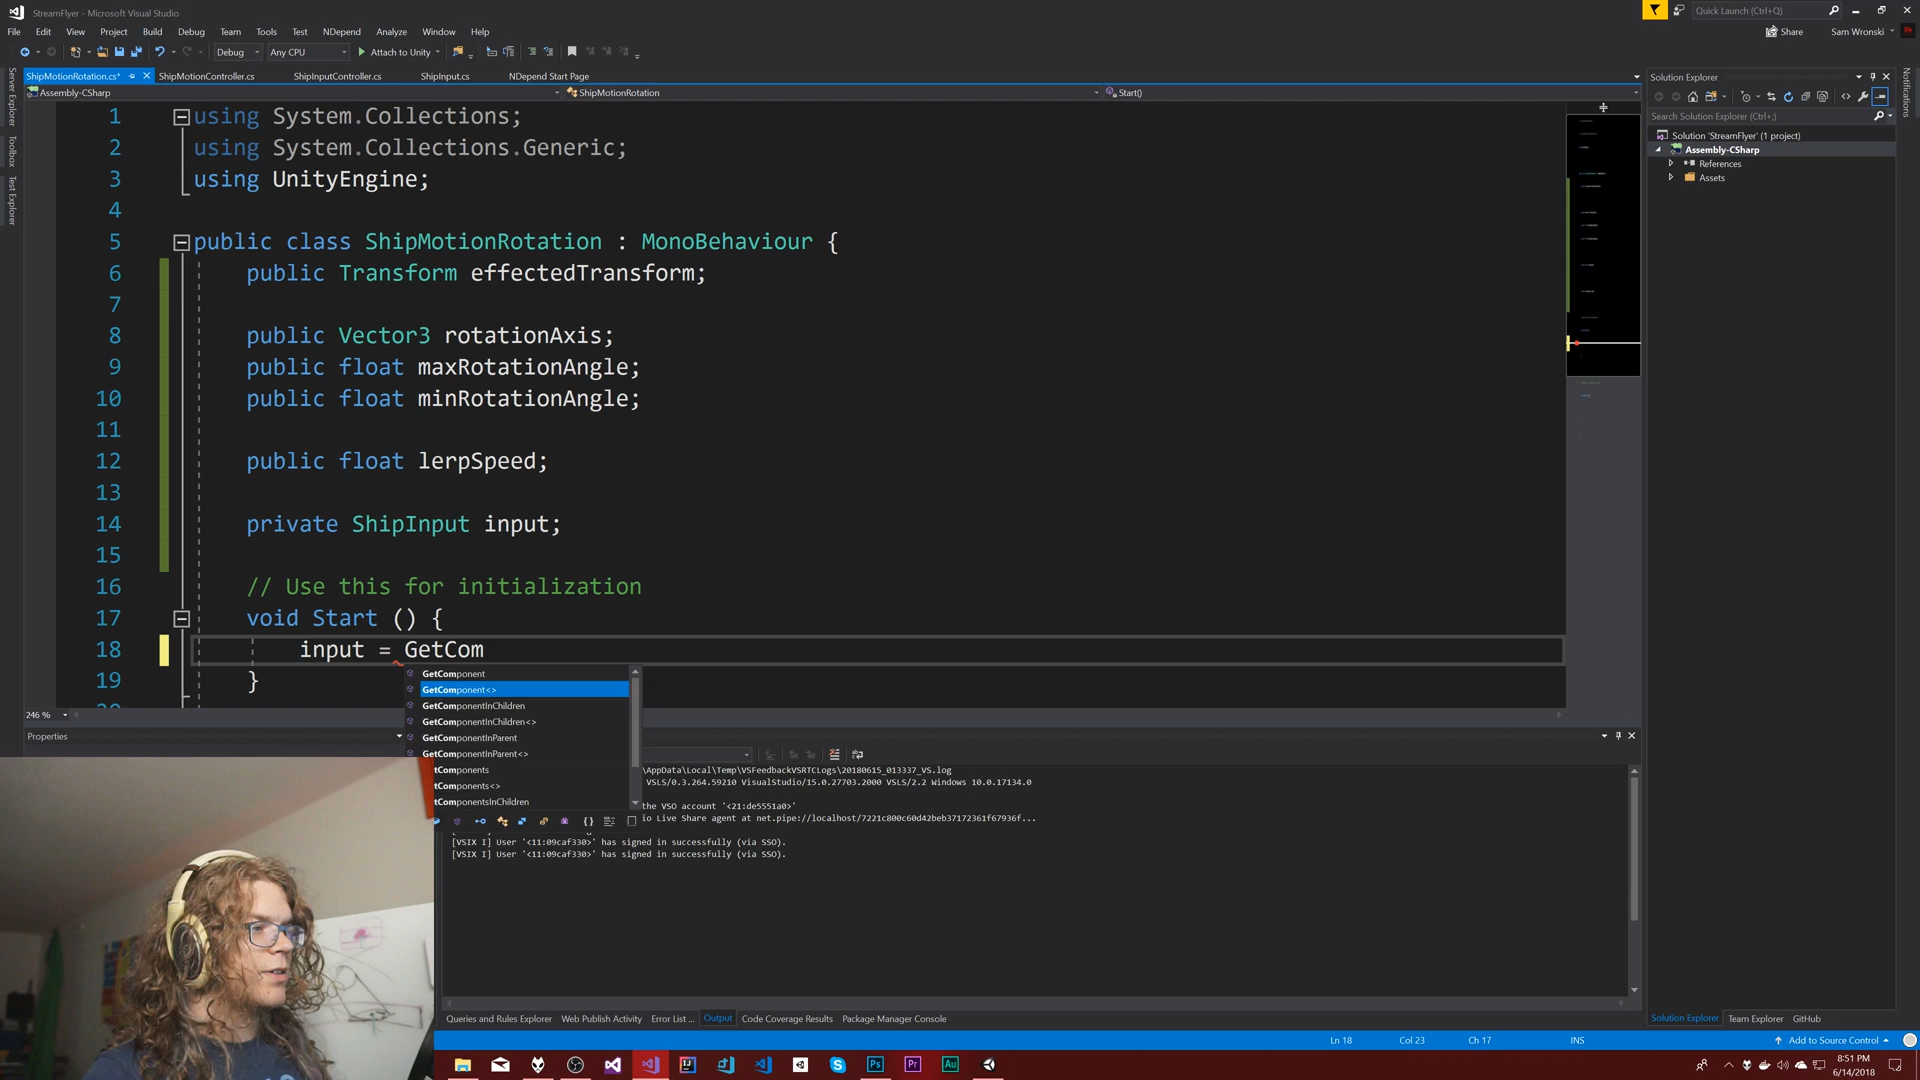 StreamFlyer - Microsoft Visual Studio
Quick Launch (Ctrl+Q)
File Edit View Project Build Debug Team Tools Test NDepend Analyze Window Help
Share Sam Wronski
Debug Any CPU Attach to Unity
ShipMotionRotation.cs* ShipMotionController.cs ShipInputController.cs ShipInput.cs NDepend Start Page
Assembly-CSharp ShipMotionRotation Start()
Server Explorer
Toolbox
Test Explorer
1 using System.Collections;
2 using System.Collections.Generic;
3 using UnityEngine;
4
5 public class ShipMotionRotation : MonoBehaviour {
6 public Transform effectedTransform;
7
8 public Vector3 rotationAxis;
9 public float maxRotationAngle;
10 public float minRotationAngle;
11
12 public float lerpSpeed;
13
14 private ShipInput input;
15
16 // Use this for initialization
17 void Start () {
18 input = GetCom
19 }
GetComponent
GetComponent<>
GetComponentInChildren
GetComponentInChildren<>
GetComponentInParent
GetComponentInParent<>
tComponents
tComponents<>
tComponentsInChildren
246 %
Properties
\AppData\Local\Temp\VSFeedbackVSRTCLogs\20180615_013337_VS.log
VSLS/0.3.264.59210 VisualStudio/15.0.27703.2000 VSLS/2.2 Windows 10.0.17134.0
the VSO account '<21:de5551a0>'
io Live Share agent at net.pipe://localhost/7221c800c60d42beb37172361f67936f...
[VSIX I] User '<11:09caf330>' has signed in successfully (via SSO).
[VSIX I] User '<11:09caf330>' has signed in successfully (via SSO).
Queries and Rules Explorer Web Publish Activity Error List ... Output Code Coverage Results Package Manager Console
Solution Explorer
Search Solution Explorer (Ctrl+;)
Solution 'StreamFlyer' (1 project)
Assembly-CSharp
References
Assets
Notifications
Solution Explorer Team Explorer GitHub
Ln 18 Col 23 Ch 17 INS Add to Source Control
8:51 PM
6/14/2018